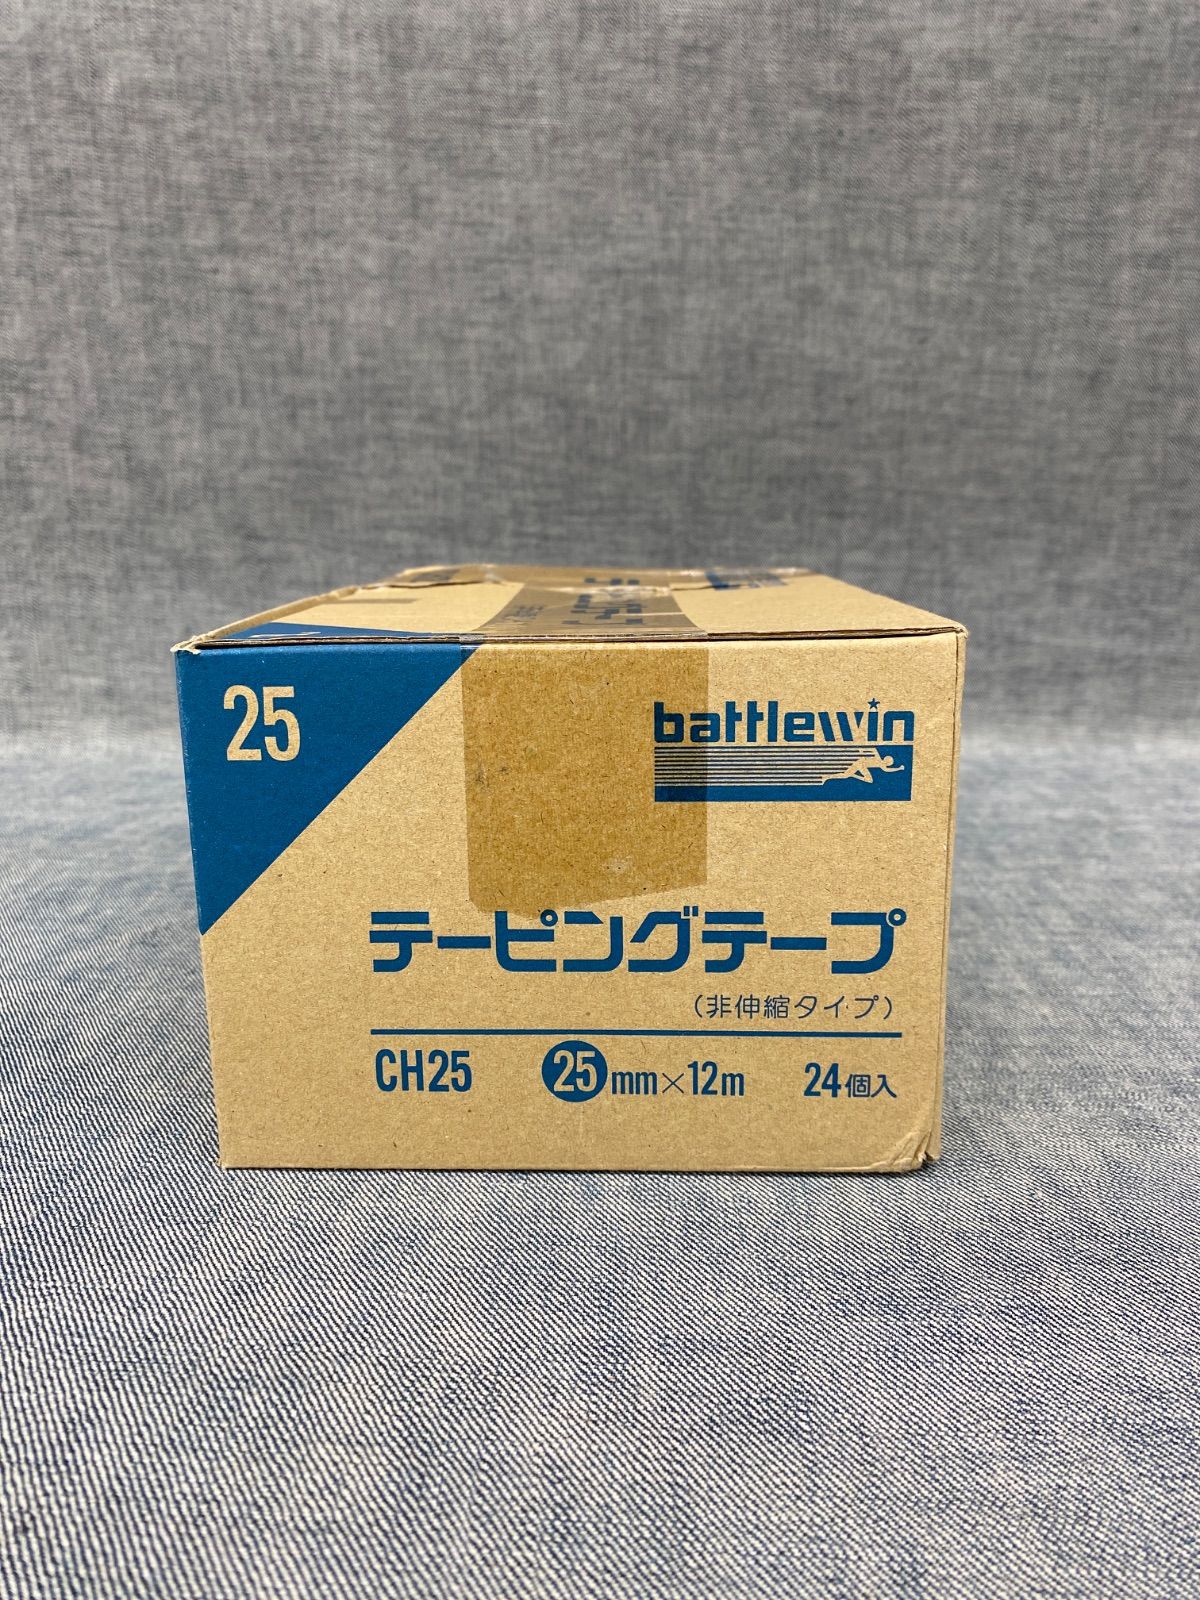 25
battlewin
テーピングテープ
(非伸縮タイプ)
CH25 25mm×12m 24個入